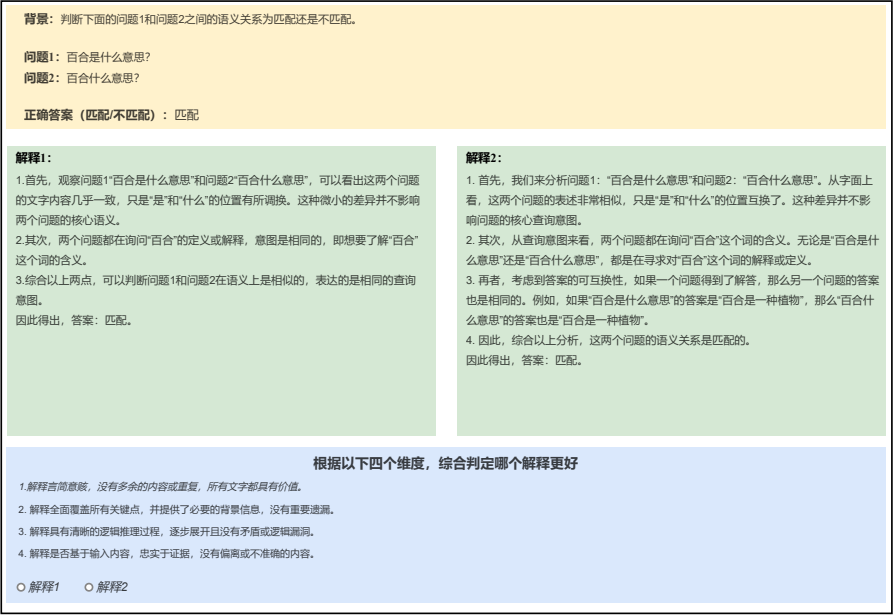 背景：判断下面的问题1和问题2之间的语义关系为匹配还是不匹配。
问题1：百合是什么意思?
问题2：百合什么意思?
正确答案（匹配/不匹配）：匹配
解释1：
1.首先，观察问题1“百合是什么意思”和问题2“百合什么意思”，可以看出这两个问题
的文字内容几乎一致，只是“是”和“什么”的位置有所调换。这种微小的差异并不影响
两个问题的核心语义。
2.其次，两个问题都在询问“百合”的定义或解释，意图是相同的，即想要了解“百合”
这个词的含义。
3.综合以上两点，可以判断问题1和问题2在语义上是相似的，表达的是相同的查询
意图。
因此得出，答案：匹配。
解释2：
1. 首先，我们来分析问题1：“百合是什么意思”和问题2：“百合什么意思”。从字面上
看，这两个问题的表述非常相似，只是“是”和“什么”的位置互换了。这种差异并不影
响问题的核心查询意图。
2. 其次，从查询意图来看，两个问题都在询问“百合”这个词的含义。无论是“百合是什
么意思”还是“百合什么意思”，都是在寻求对“百合”这个词的解释或定义。
3. 再者，考虑到答案的可互换性，如果一个问题得到了解答，那么另一个问题的答案
也是相同的。例如，如果“百合是什么意思”的答案是“百合是一种植物”，那么“百合什
么意思”的答案也是“百合是一种植物”。
4. 因此，综合以上分析，这两个问题的语义关系是匹配的。
因此得出，答案：匹配。
根据以下四个维度，综合判定哪个解释更好
1.解释言简意赅，没有多余的内容或重复，所有文字都具有价值。
2. 解释全面覆盖所有关键点，并提供了必要的背景信息，没有重要遗漏。
3. 解释具有清晰的逻辑推理过程，逐步展开且没有矛盾或逻辑漏洞。
4. 解释是否基于输入内容，忠实于证据，没有偏离或不准确的内容。
解释1 解释2